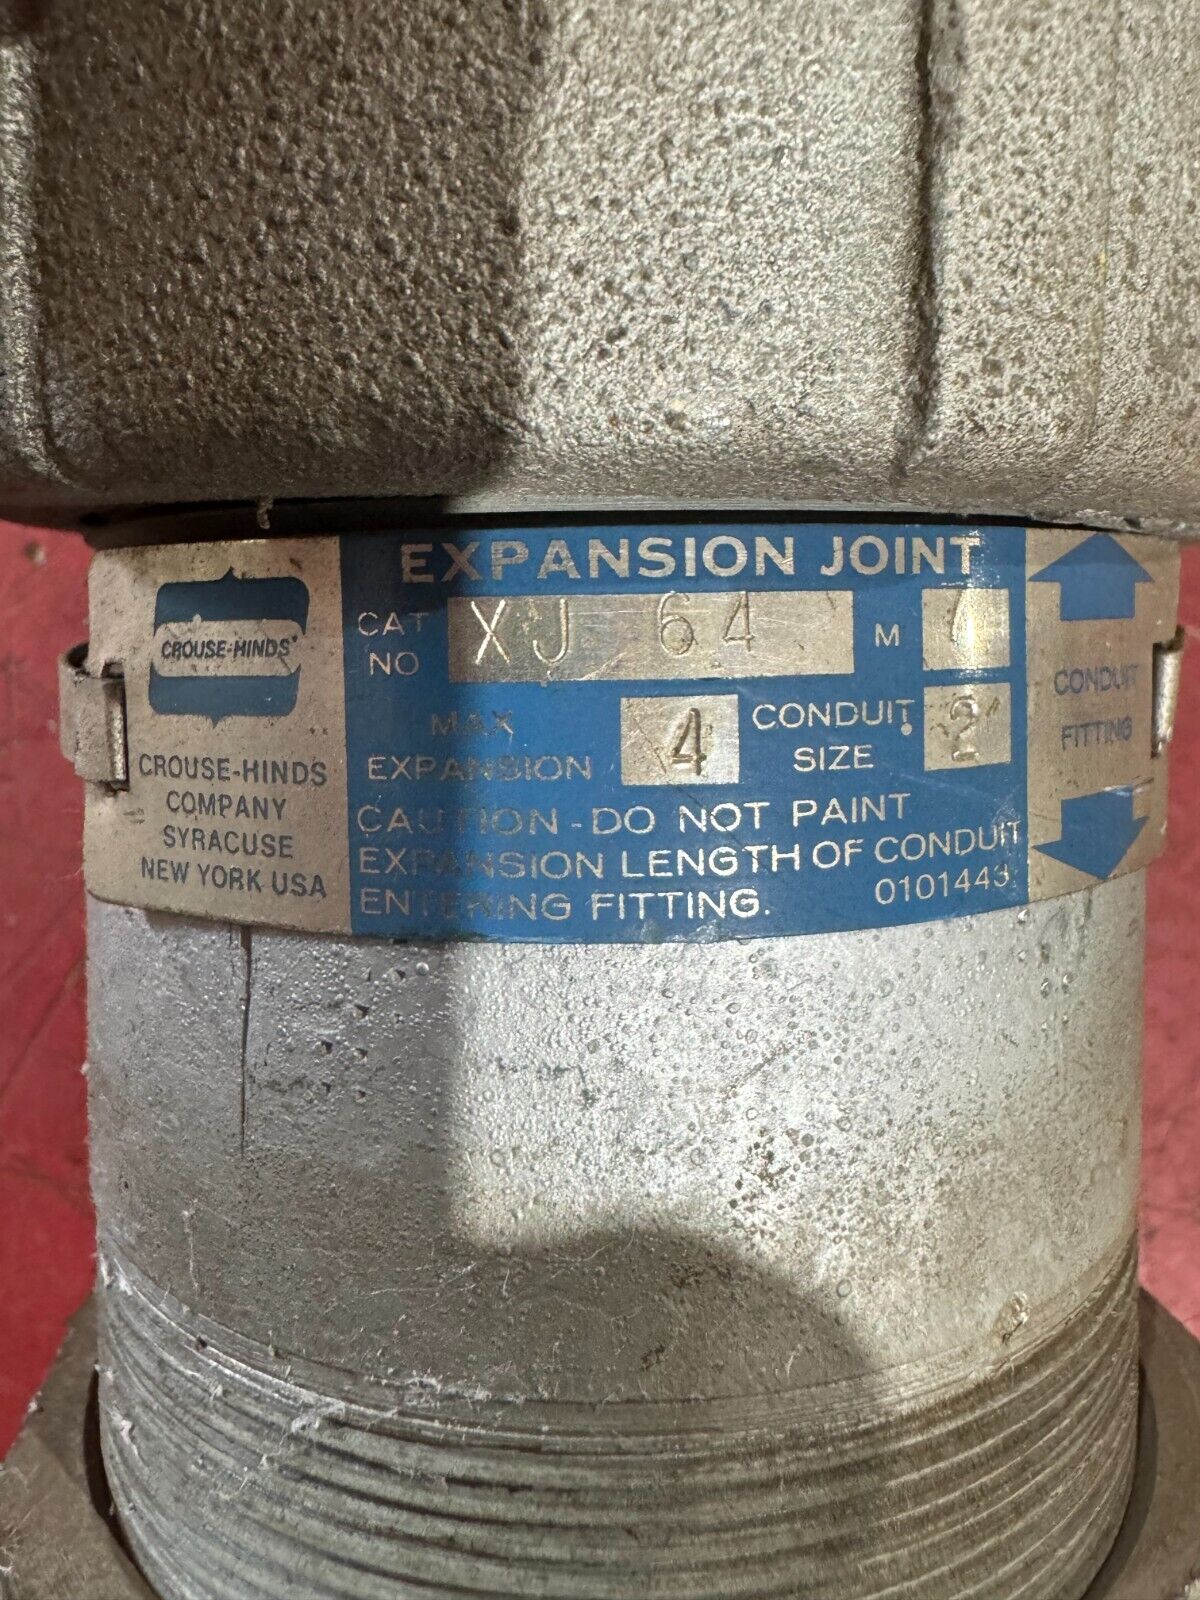 EXPANSION JOINT
CROUSE-HINDS
CROUSE-HINDS
COMPANY
SYRACUSE
NEW YORK USA
CAT NO XJ 64 M
MAX EXPANSION 4 CONDUIT SIZE 2
CAUTION-DO NOT PAINT
EXPANSION LENGTH OF CONDUIT
ENTERING FITTING.
0101443
CONDUIT
FITTING